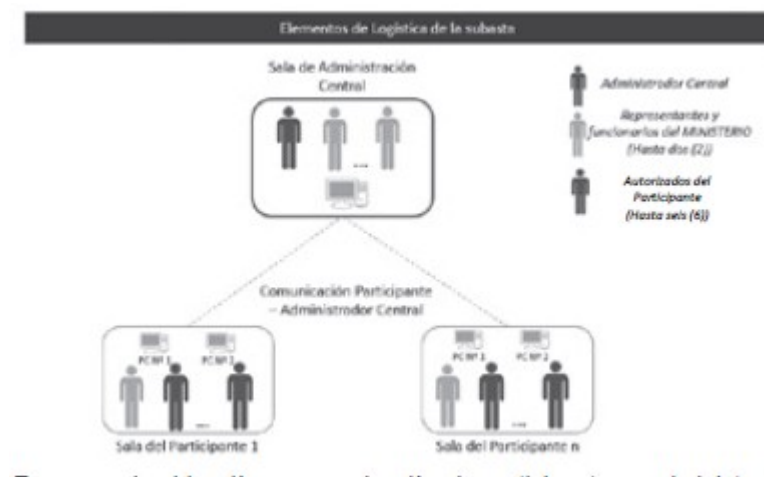 Elementos de Logística de la subasta
Sala de Administración
Central
Administrador Central
Representantes y
funcionarios del MINISTERIO
(Hasta dos (2))
Autorizados del
Participante
(Hasta seis (6))
Comunicación Participante
– Administrador Central
PC Nº 1
PC Nº 2
PC Nº 1
PC Nº 2
Sala del Participante 1
Sala del Participante n